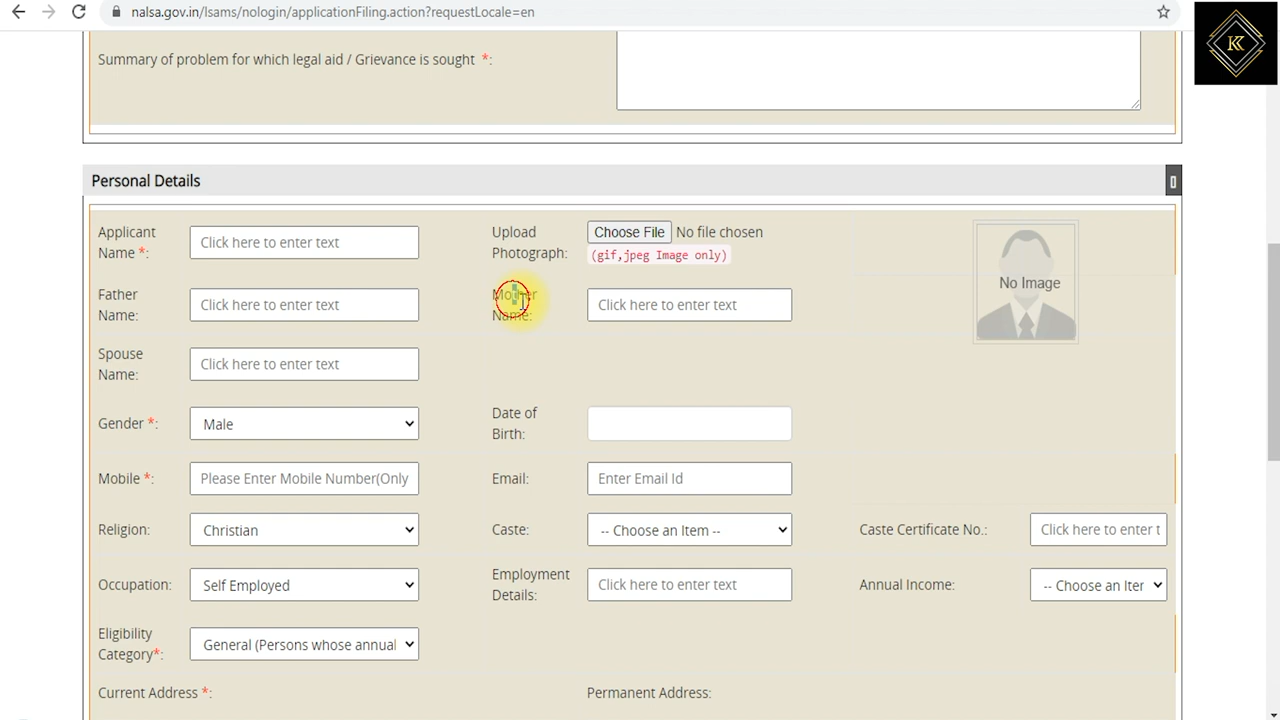 nalsa.gov.in/lsams/nologin/applicationFiling.action?requestLocale=en
K
Summary of problem for which legal aid / Grievance is sought *:
Personal Details
Applicant Name *:
Click here to enter text
Upload Photograph:
Choose File No file chosen
(gif,jpeg Image only)
No Image
Father Name:
Click here to enter text
Mother Name:
Click here to enter text
Spouse Name:
Click here to enter text
Gender *:
Male
Date of Birth:
Mobile *:
Please Enter Mobile Number(Only
Email:
Enter Email Id
Religion:
Christian
Caste:
-- Choose an Item --
Caste Certificate No.:
Click here to enter t
Occupation:
Self Employed
Employment Details:
Click here to enter text
Annual Income:
-- Choose an Iter
Eligibility Category*:
General (Persons whose annual
Current Address *:
Permanent Address: